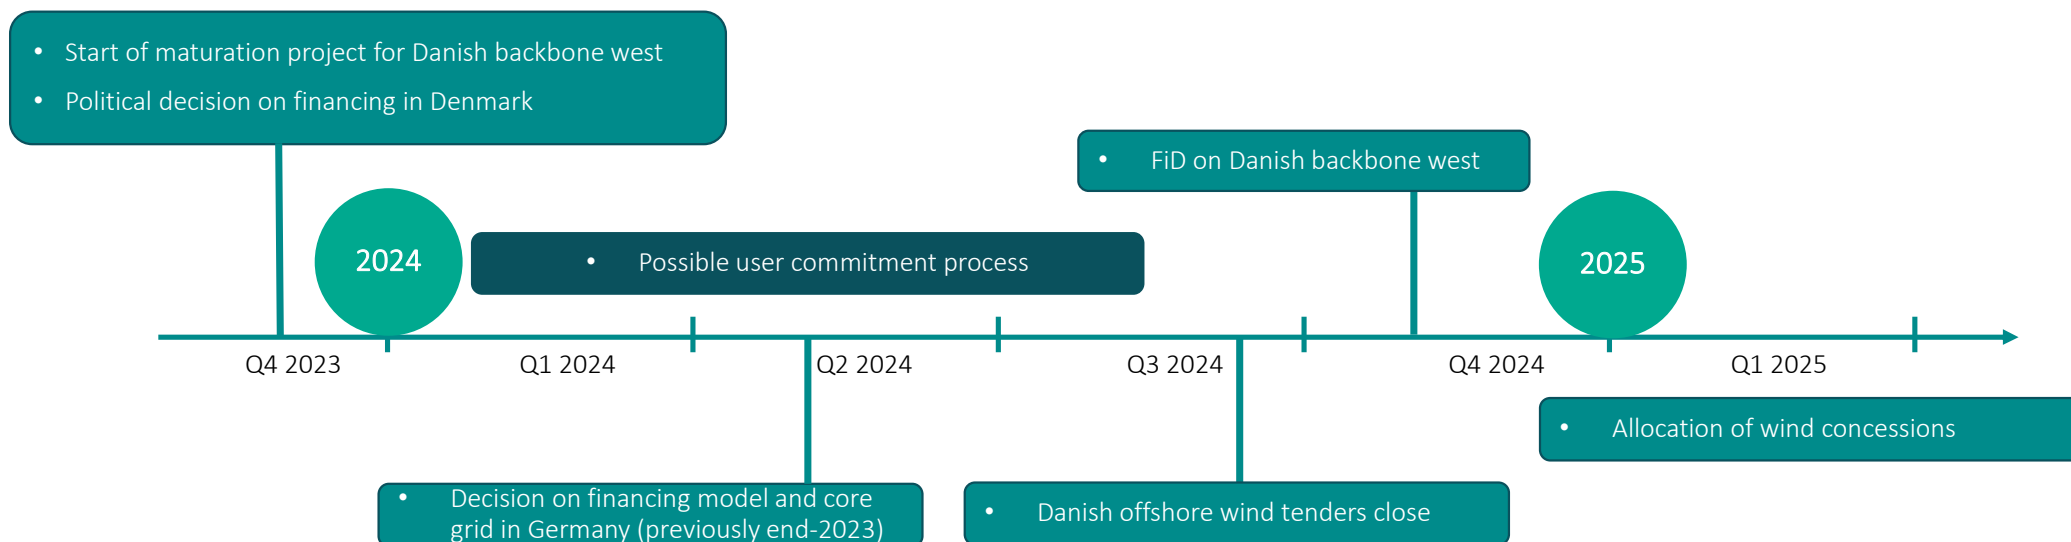 • Start of maturation project for Danish backbone west
• Political decision on financing in Denmark
• FiD on Danish backbone west
2024
• Possible user commitment process
2025
Q4 2023
Q1 2024
Q2 2024
Q3 2024
Q4 2024
Q1 2025
• Allocation of wind concessions
• Decision on financing model and core
grid in Germany (previously end-2023)
• Danish offshore wind tenders close